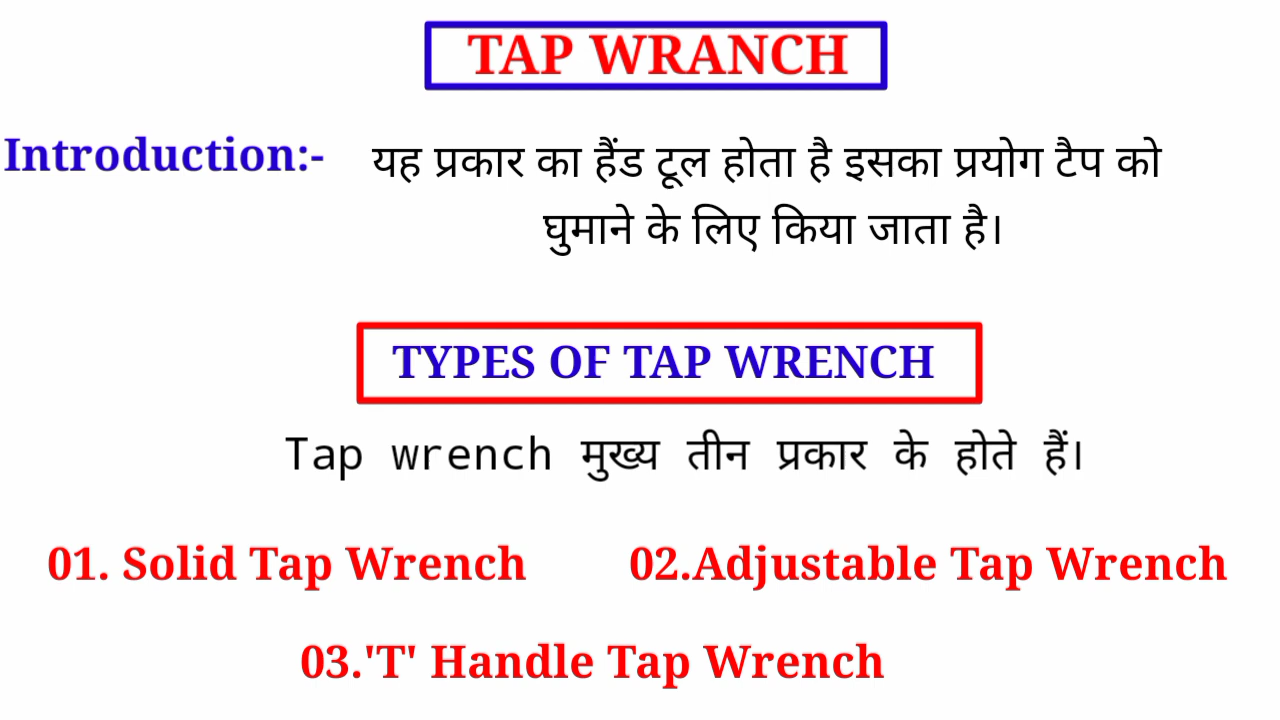 TAP WRANCH
Introduction:- यह प्रकार का हैंड टूल होता है इसका प्रयोग टैप को
घुमाने के लिए किया जाता है।
TYPES OF TAP WRENCH
Tap wrench मुख्य तीन प्रकार के होते हैं।
01. Solid Tap Wrench 02.Adjustable Tap Wrench
03.'T' Handle Tap Wrench